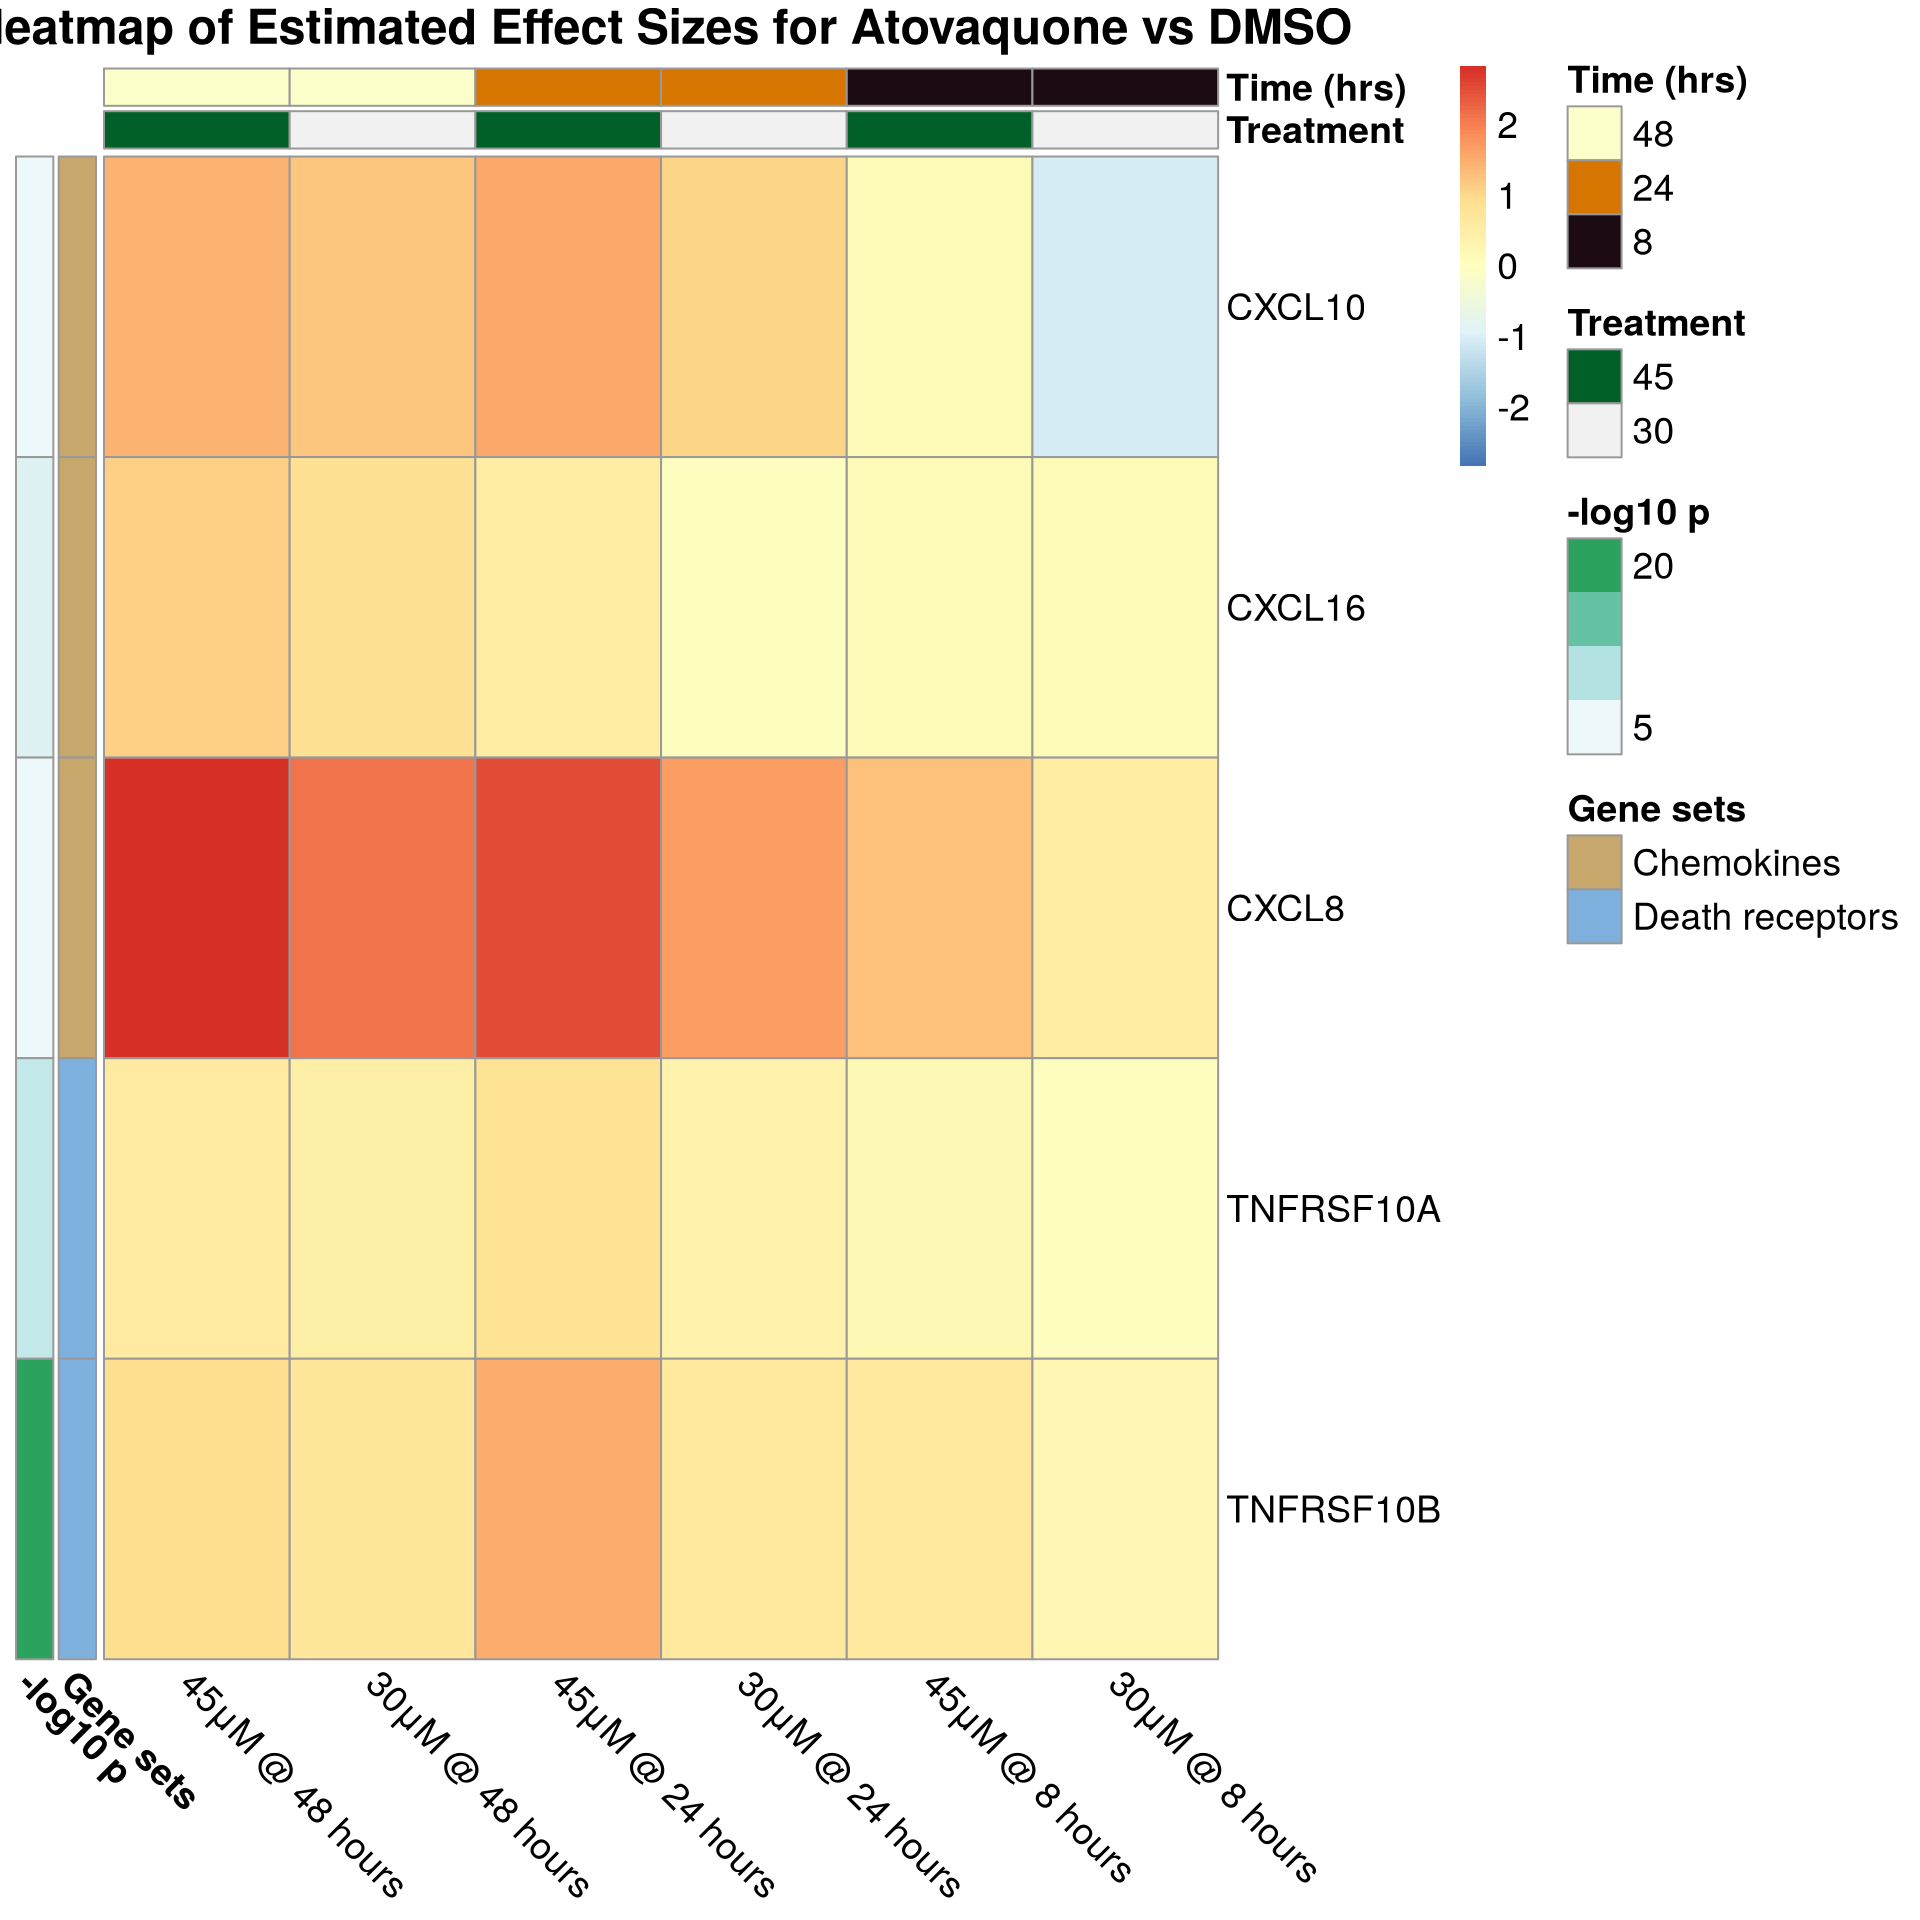 eatmap of Estimated Effect Sizes for Atovaquone vs DMSO
Time (hrs)
Treatment
CXCL10
CXCL16
CXCL8
TNFRSF10A
TNFRSF10B
-log10 p
Gene sets
45µM @ 48 hours
30µM @ 48 hours
45µM @ 24 hours
30µM @ 24 hours
45µM @ 8 hours
30µM @ 8 hours
2
1
0
-1
-2
Time (hrs)
48
24
8
Treatment
45
30
-log10 p
20
5
Gene sets
Chemokines
Death receptors